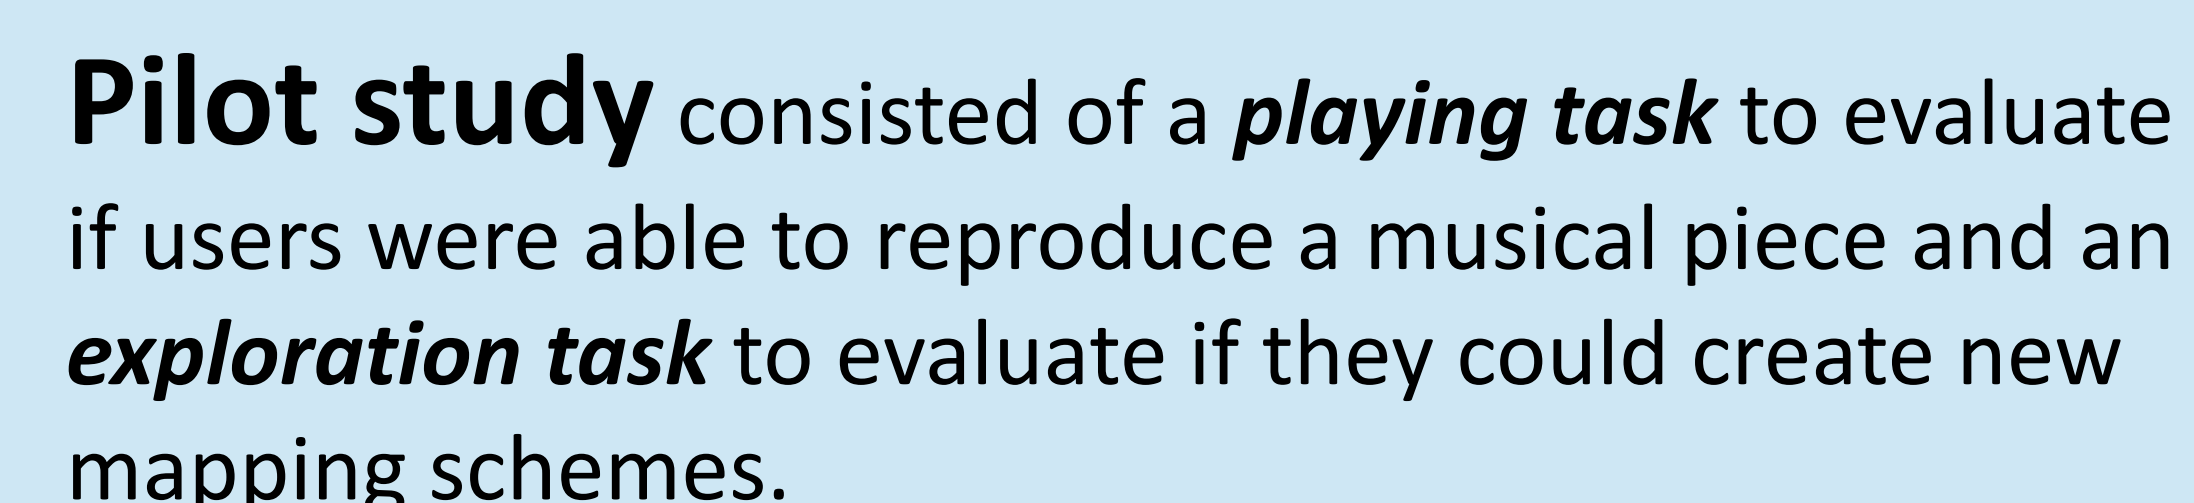 Pilot study consisted of a playing task to evaluate
if users were able to reproduce a musical piece and an
exploration task to evaluate if they could create new
mapping schemes.